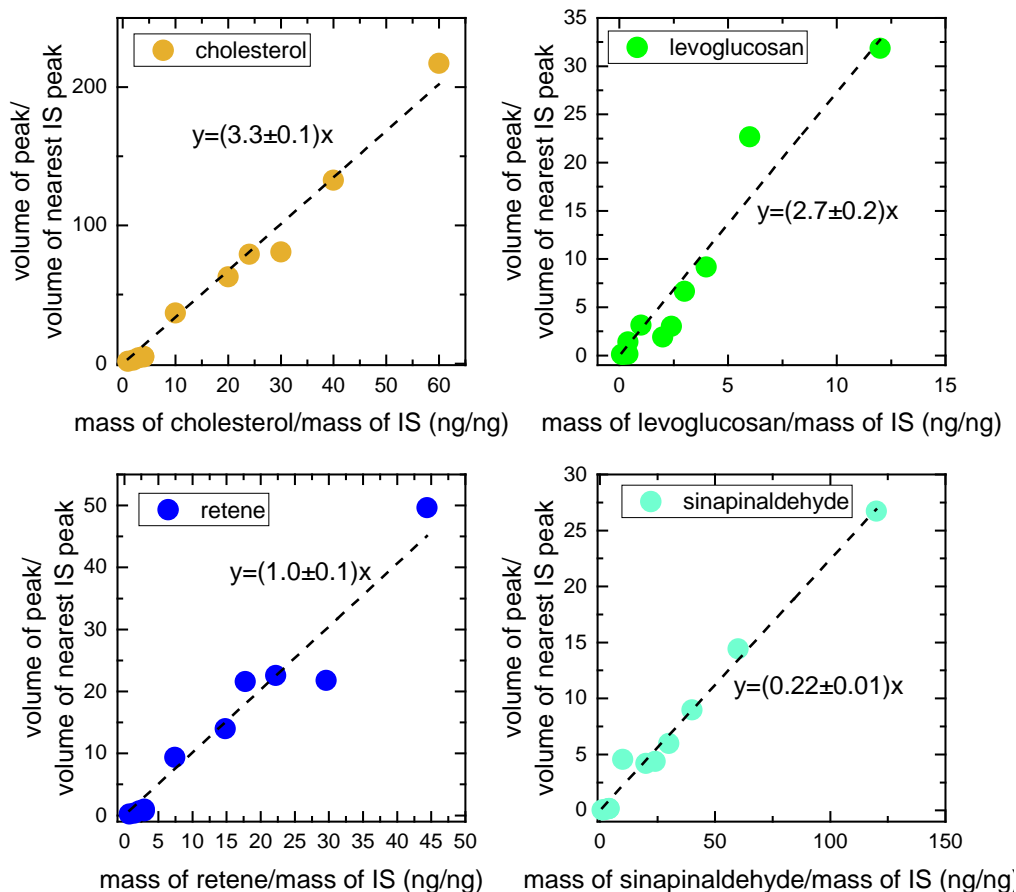 volume of peak/
volume of nearest IS peak
200
100
0
cholesterol
y=(3.3±0.1)x
0 10 20 30 40 50 60
mass of cholesterol/mass of IS (ng/ng)
volume of peak/
volume of nearest IS peak
35
30
25
20
15
10
5
0
levoglucosan
y=(2.7±0.2)x
0 5 10 15
mass of levoglucosan/mass of IS (ng/ng)
volume of peak/
volume of nearest IS peak
50
40
30
20
10
0
retene
y=(1.0±0.1)x
0 5 10 15 20 25 30 35 40 45 50
mass of retene/mass of IS (ng/ng)
volume of peak/
volume of nearest IS peak
30
25
20
15
10
5
0
sinapinaldehyde
y=(0.22±0.01)x
0 50 100 150
mass of sinapinaldehyde/mass of IS (ng/ng)